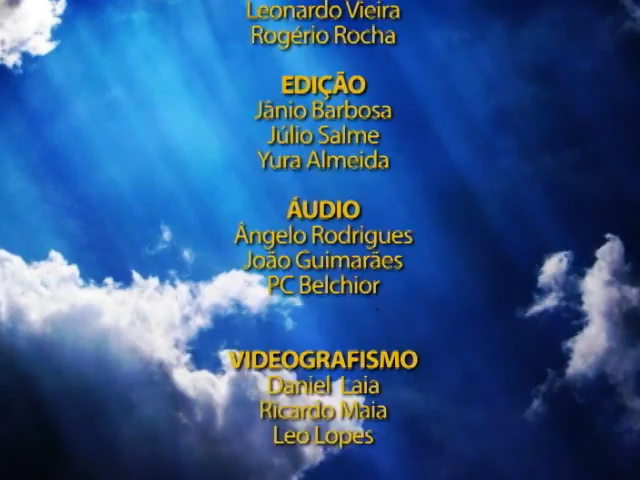 Leonardo Vieira
Rogério Rocha
EDIÇÃO
Jânio Barbosa
Júlio Salme
Yura Almeida
ÁUDIO
Ângelo Rodrigues
João Guimarães
PC Belchior
VIDEOGRAFISMO
Daniel Laia
Ricardo Maia
Leo Lopes